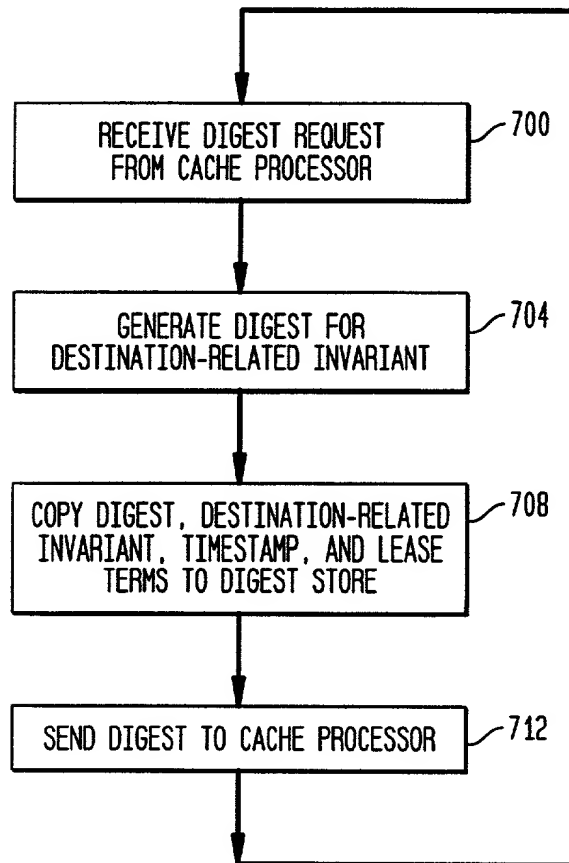 RECEIVE DIGEST REQUEST
FROM CACHE PROCESSOR
700
GENERATE DIGEST FOR
DESTINATION-RELATED INVARIANT
704
COPY DIGEST, DESTINATION-RELATED
INVARIANT, TIMESTAMP, AND LEASE
TERMS TO DIGEST STORE
708
SEND DIGEST TO CACHE PROCESSOR
712